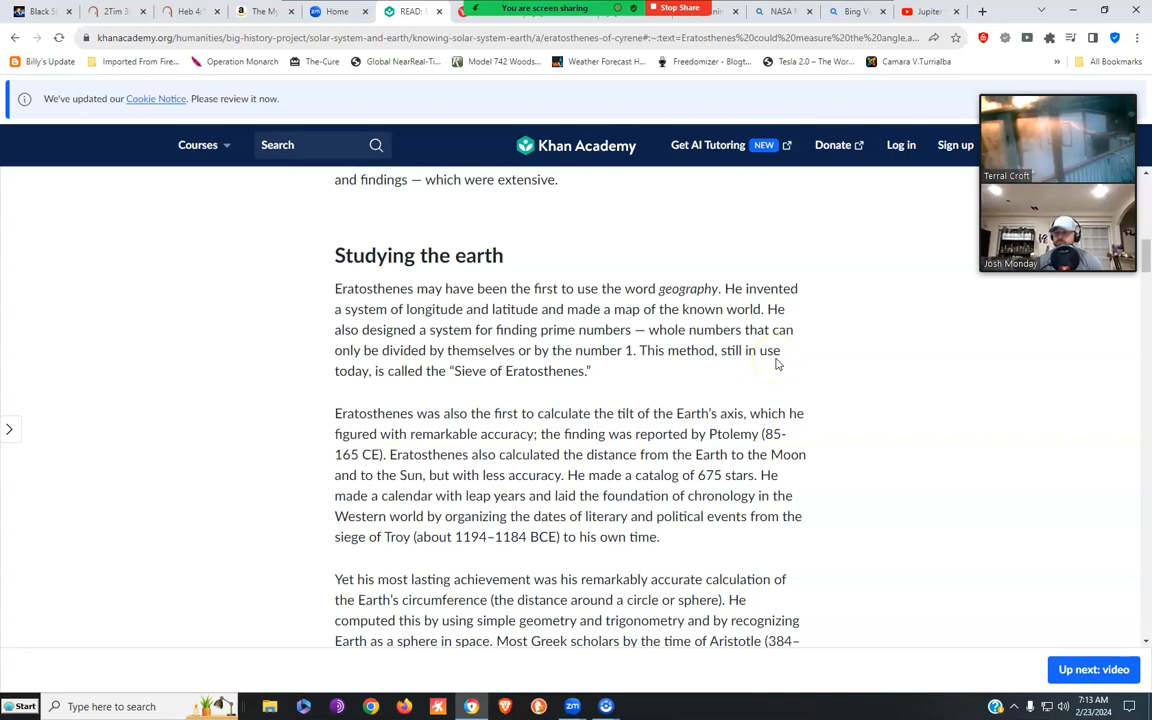 Black S
2Tim 3:
Heb 4:
The My
Home
READ: E
You are screen sharing
Stop Share
NASA
Bing V
Jupiter
khanacademy.org/humanities/big-history-project/solar-system-and-earth/knowing-solar-system-earth/a/eratosthenes-of-cyrene#:~:text=Eratosthenes%20could%20measure%20the%20angle,a...
Billy's Update
Imported From Fire...
Operation Monarch
The-Cure
Global NearReal-Ti...
Model 742 Woods...
Weather Forecast H...
Freedomizer - Blogt...
Tesla 2.0 – The Wor...
Camara V.Turrialba
»
All Bookmarks
We've updated our Cookie Notice. Please review it now.
Courses
Search
Khan Academy
Get AI Tutoring NEW
Donate
Log in
Sign up
Terral Croft
Josh Monday
and findings — which were extensive.
Studying the earth
Eratosthenes may have been the first to use the word geography. He invented
a system of longitude and latitude and made a map of the known world. He
also designed a system for finding prime numbers — whole numbers that can
only be divided by themselves or by the number 1. This method, still in use
today, is called the “Sieve of Eratosthenes.”
Eratosthenes was also the first to calculate the tilt of the Earth’s axis, which he
figured with remarkable accuracy; the finding was reported by Ptolemy (85-
165 CE). Eratosthenes also calculated the distance from the Earth to the Moon
and to the Sun, but with less accuracy. He made a catalog of 675 stars. He
made a calendar with leap years and laid the foundation of chronology in the
Western world by organizing the dates of literary and political events from the
siege of Troy (about 1194–1184 BCE) to his own time.
Yet his most lasting achievement was his remarkably accurate calculation of
the Earth’s circumference (the distance around a circle or sphere). He
computed this by using simple geometry and trigonometry and by recognizing
Earth as a sphere in space. Most Greek scholars by the time of Aristotle (384–
Up next: video
Start
Type here to search
7:13 AM
2/23/2024